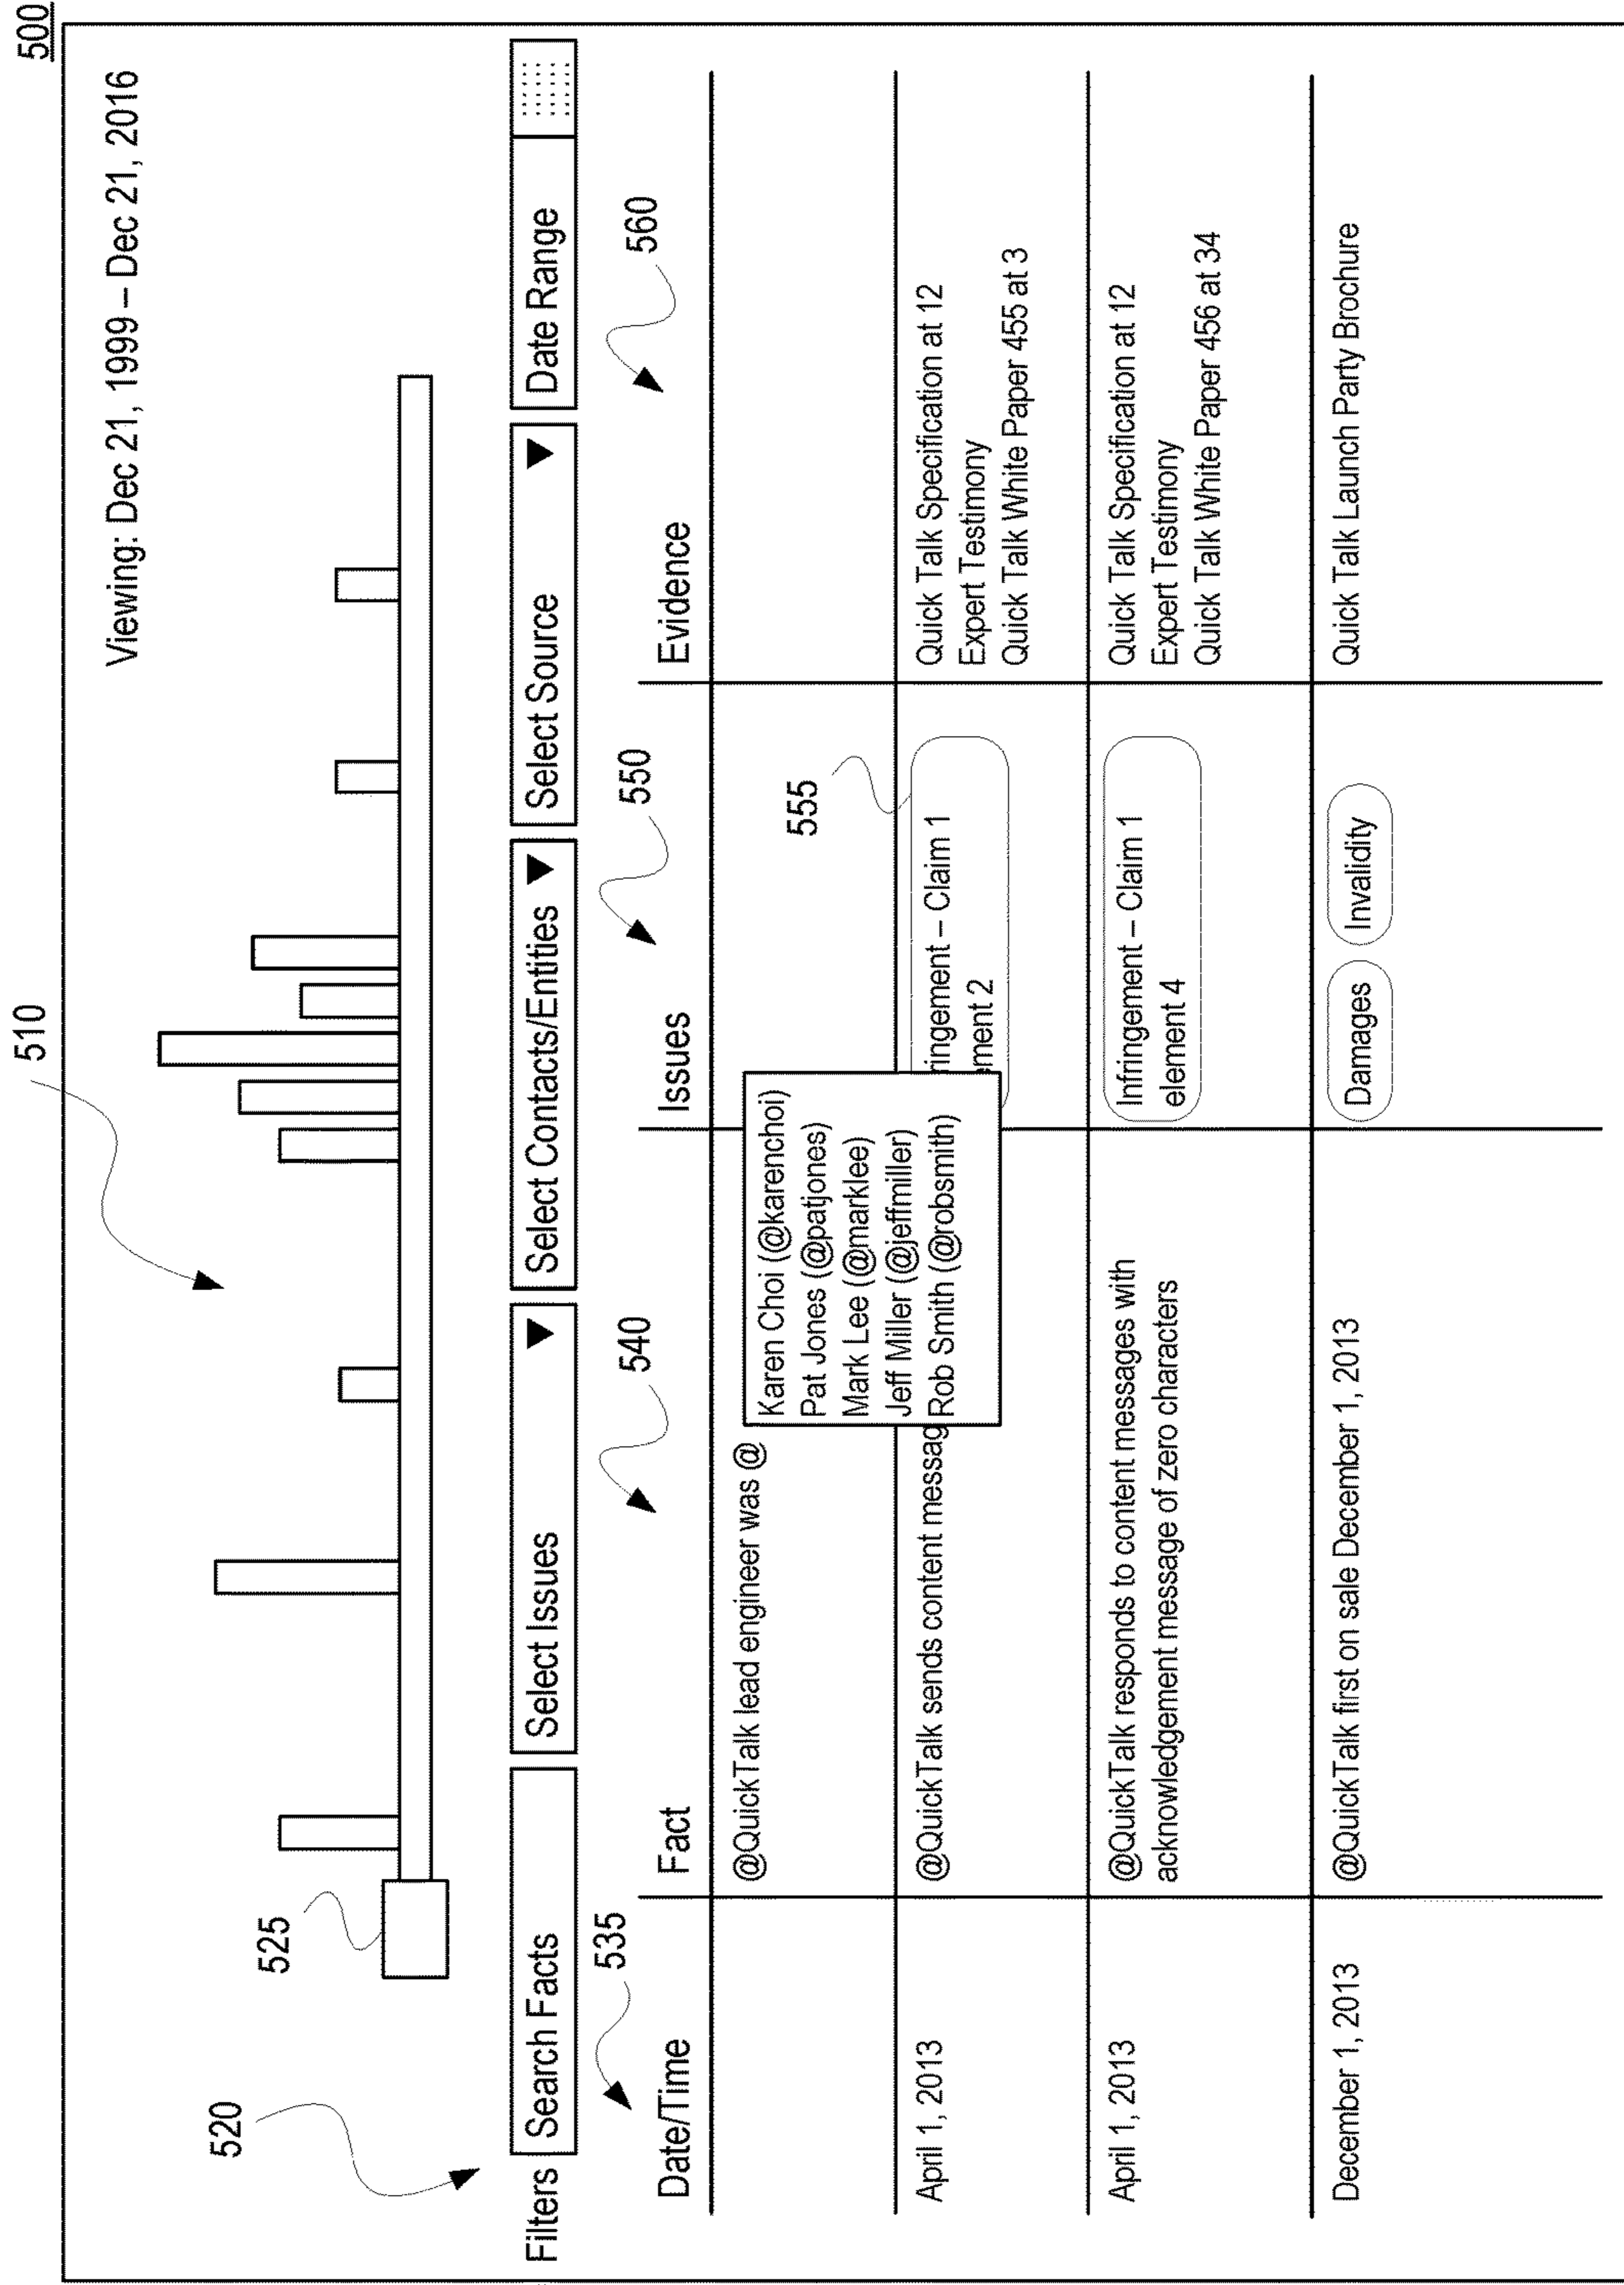 500
510
Viewing: Dec 21, 1999 – Dec 21, 2016
525
520
Filters
Search Facts
Select Issues
Select Contacts/Entities
Select Source
Date Range
535
540
550
560
Date/Time
Fact
Issues
Evidence
@QuickTalk lead engineer was @
Karen Choi (@karenchoi)
Pat Jones (@patjones)
Mark Lee (@marklee)
Jeff Miller (@jeffmiller)
Rob Smith (@robsmith)
555
April 1, 2013
@QuickTalk sends content messag
ringement – Claim 1
ement 2
Quick Talk Specification at 12
Expert Testimony
Quick Talk White Paper 455 at 3
April 1, 2013
@QuickTalk responds to content messages with
acknowledgement message of zero characters
Infringement – Claim 1
element 4
Quick Talk Specification at 12
Expert Testimony
Quick Talk White Paper 456 at 34
December 1, 2013
@QuickTalk first on sale December 1, 2013
Damages
Invalidity
Quick Talk Launch Party Brochure